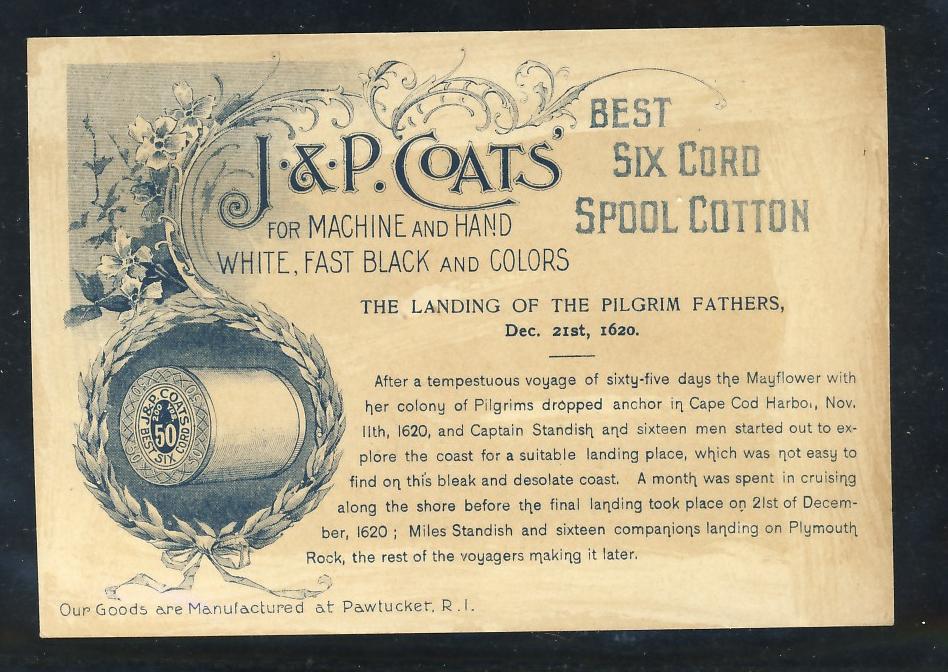 J. & P. COATS'
BEST
SIX CORD
SPOOL COTTON
FOR MACHINE AND HAND
WHITE, FAST BLACK AND COLORS
THE LANDING OF THE PILGRIM FATHERS,
Dec. 21st, 1620.
After a tempestuous voyage of sixty-five days the Mayflower with
her colony of Pilgrims dropped anchor in Cape Cod Harbo., Nov.
11th, 1620, and Captain Standish and sixteen men started out to ex-
plore the coast for a suitable landing place, which was not easy to
find on this bleak and desolate coast. A month was spent in cruising
along the shore before the final landing took place on 21st of Decem-
ber, 1620 ; Miles Standish and sixteen companions landing on Plymouth
Rock, the rest of the voyagers making it later.
J. & P. COATS
BEST SIX CORD
200 YDS
50
Our Goods are Manufactured at Pawtucket, R. I.